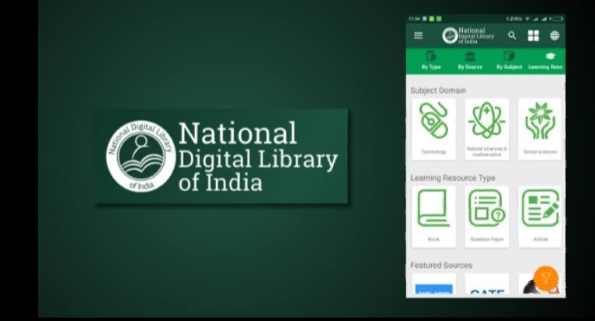 National Digital Library
of India
National
Digital Library
of India
11:34
National
Digital Library
of India
By Type
By Source
By Subject
Learning Reso
Subject Domain
Technology
Natural sciences &
mathematics
Social sciences
Learning Resource Type
Book
Question Paper
Article
Featured Sources
GATE